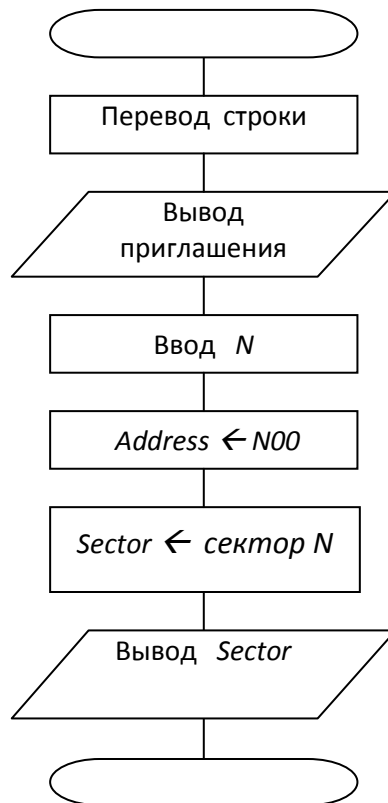 Перевод строки
Вывод
приглашения
Ввод N
Address ← N00
Sector ← сектор N
Вывод Sector